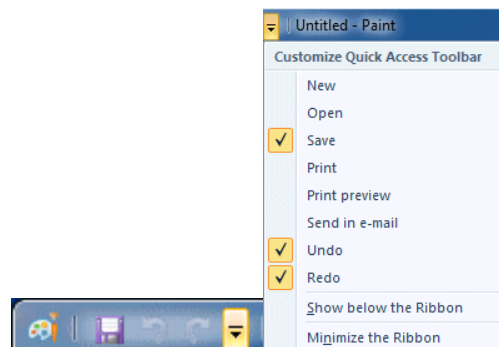 Untitled - Paint
Customize Quick Access Toolbar
New
Open
Save
Print
Print preview
Send in e-mail
Undo
Redo
Show below the Ribbon
Minimize the Ribbon